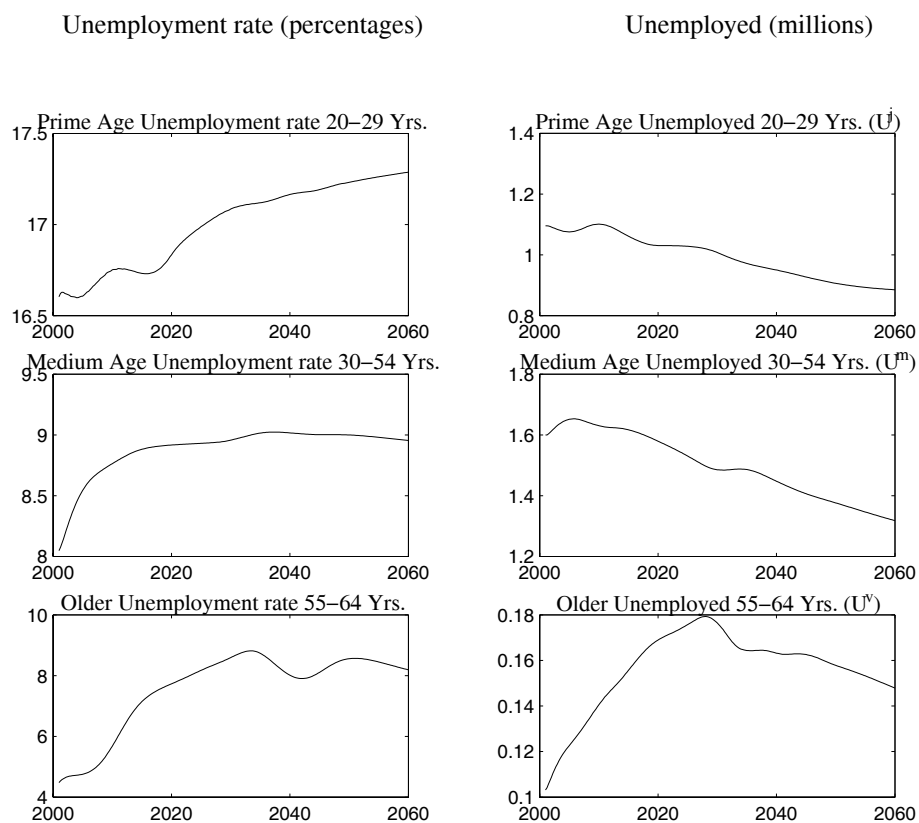 Unemployment rate (percentages)
Unemployed (millions)
Prime Age Unemployment rate 20−29 Yrs.
17.5
17
16.5
2000 2020 2040 2060
Prime Age Unemployed 20−29 Yrs. (U^j)
1.4
1.2
1
0.8
2000 2020 2040 2060
Medium Age Unemployment rate 30−54 Yrs.
9.5
9
8.5
8
2000 2020 2040 2060
Medium Age Unemployed 30−54 Yrs. (U^m)
1.8
1.6
1.4
1.2
2000 2020 2040 2060
Older Unemployment rate 55−64 Yrs.
10
8
6
4
2000 2020 2040 2060
Older Unemployed 55−64 Yrs. (U^v)
0.18
0.16
0.14
0.12
0.1
2000 2020 2040 2060